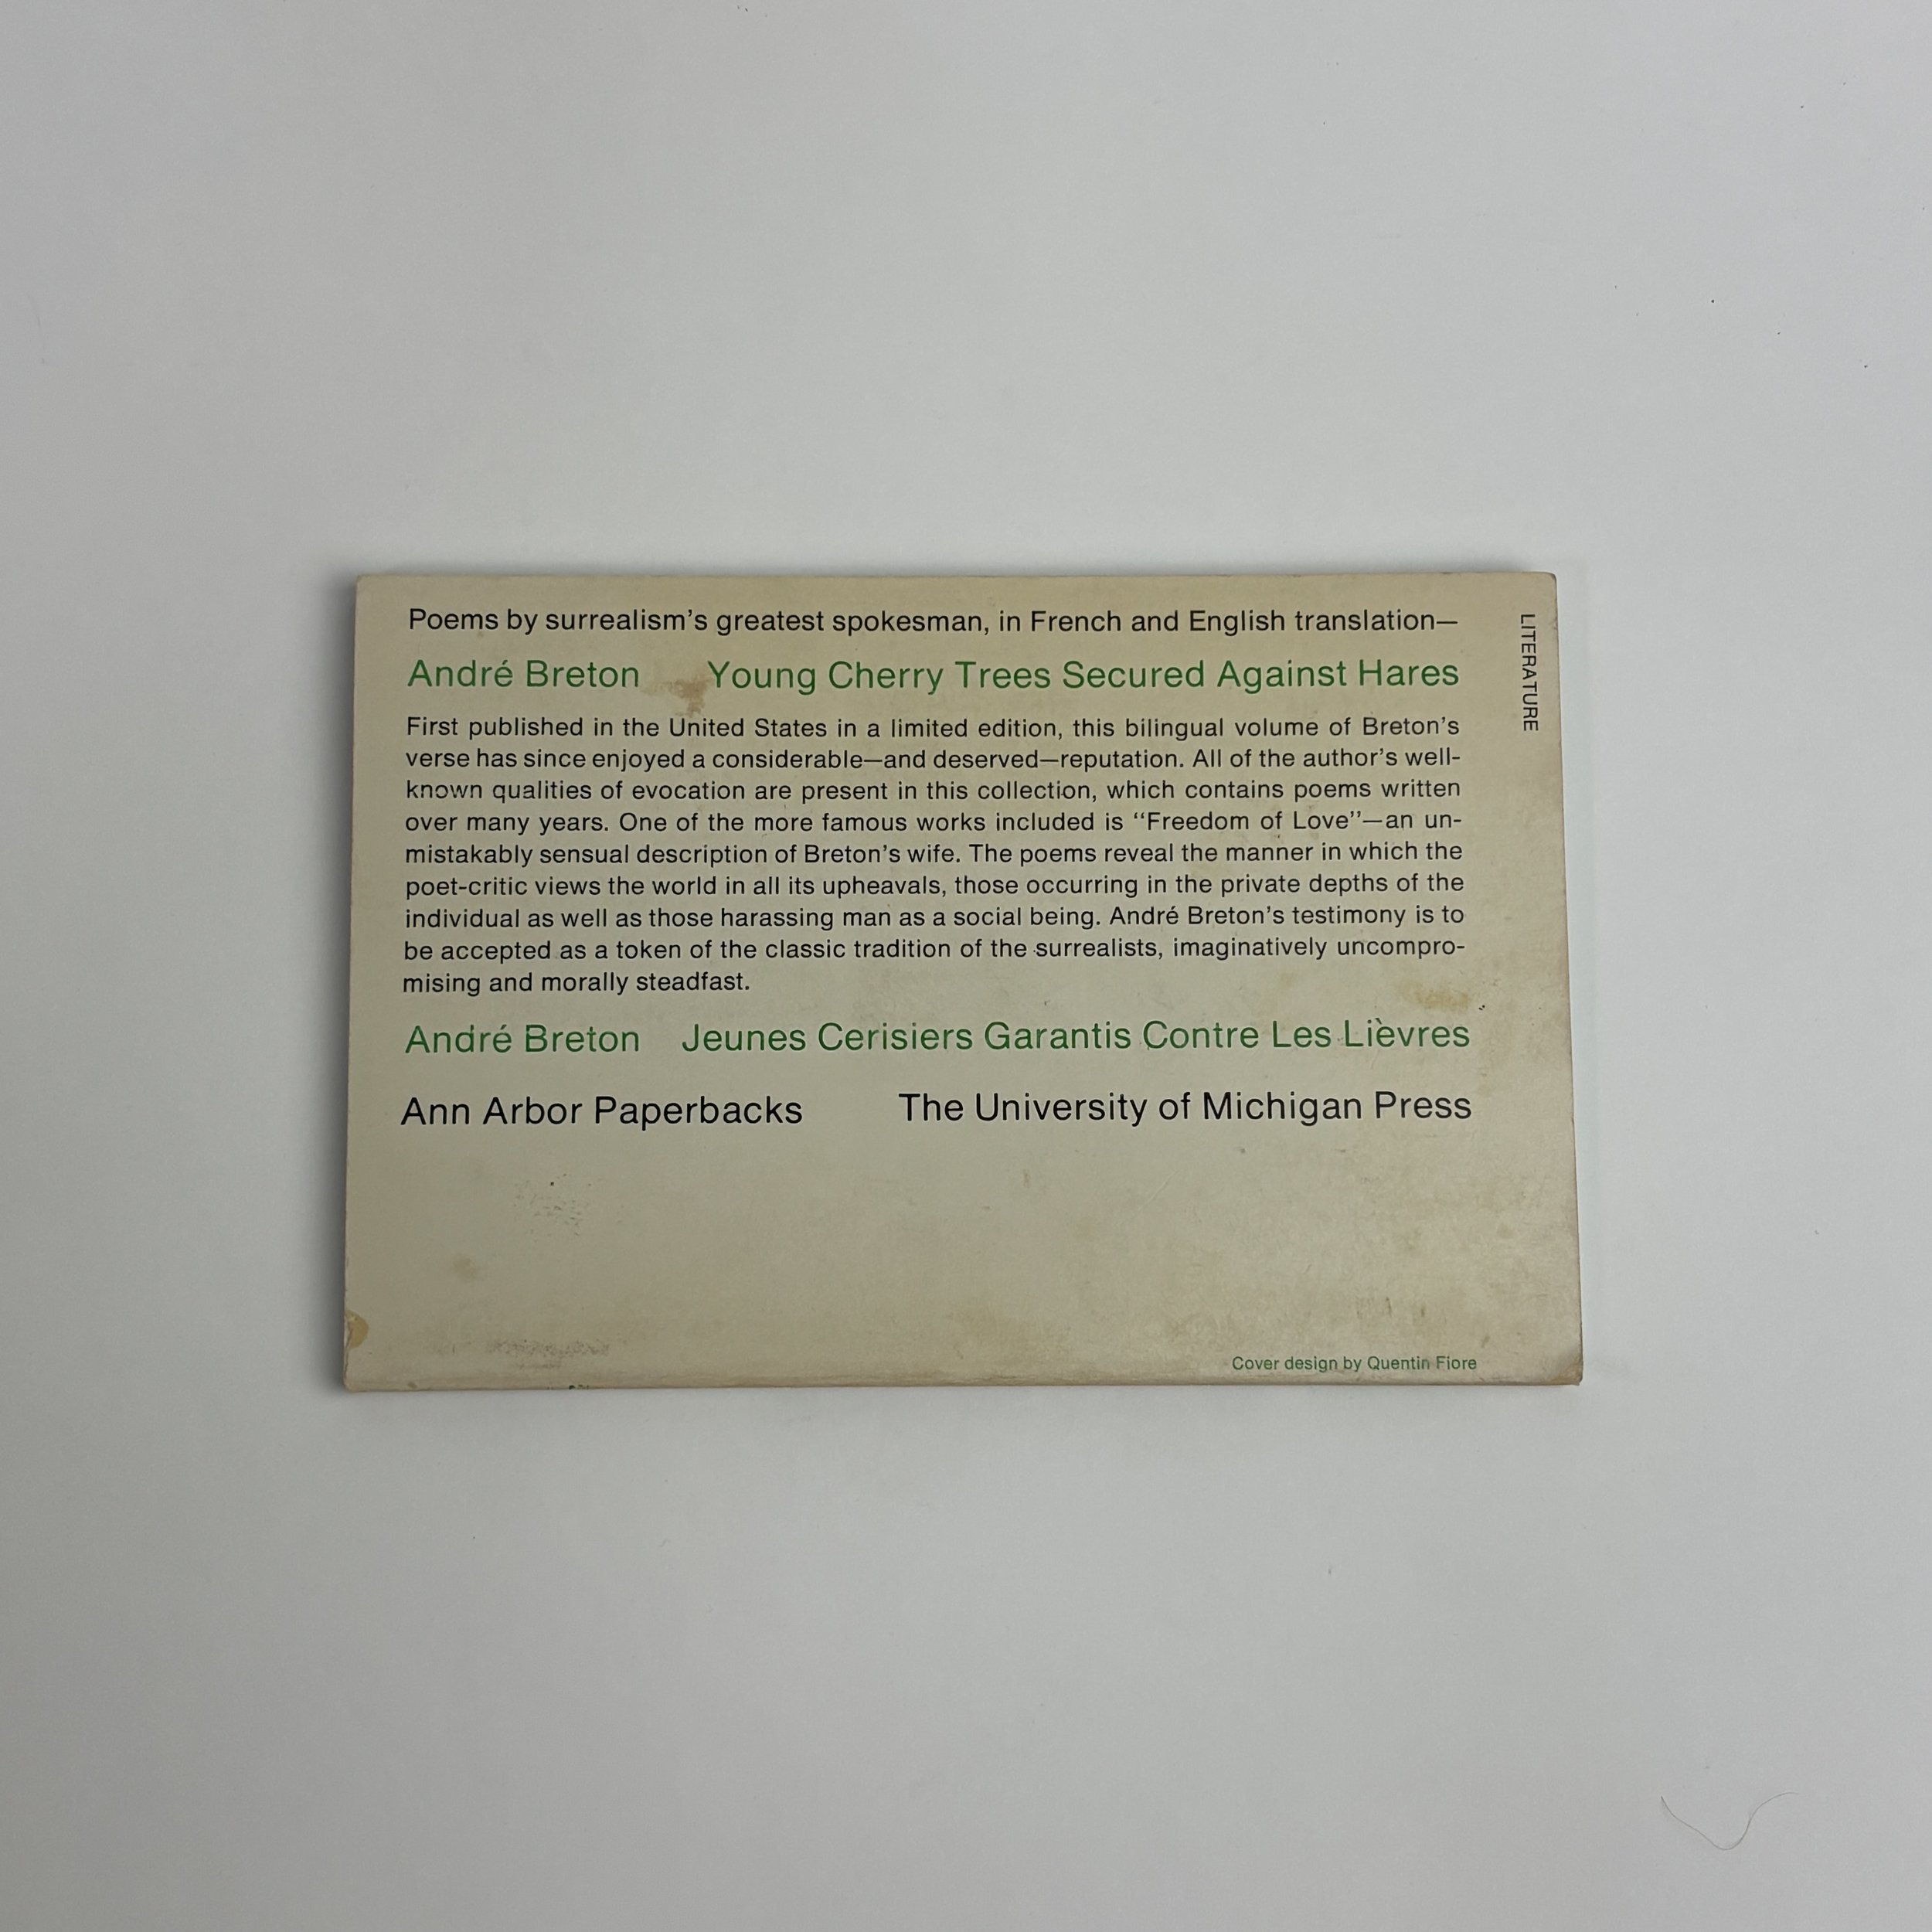 Poems by surrealism's greatest spokesman, in French and English translation—
André Breton Young Cherry Trees Secured Against Hares
First published in the United States in a limited edition, this bilingual volume of Breton's
verse has since enjoyed a considerable—and deserved—reputation. All of the author's well-
known qualities of evocation are present in this collection, which contains poems written
over many years. One of the more famous works included is “Freedom of Love”—an un-
mistakably sensual description of Breton's wife. The poems reveal the manner in which the
poet-critic views the world in all its upheavals, those occurring in the private depths of the
individual as well as those harassing man as a social being. André Breton's testimony is to
be accepted as a token of the classic tradition of the surrealists, imaginatively uncompro-
mising and morally steadfast.
André Breton Jeunes Cerisiers Garantis Contre Les Lièvres
Ann Arbor Paperbacks The University of Michigan Press
Cover design by Quentin Fiore
LITERATURE